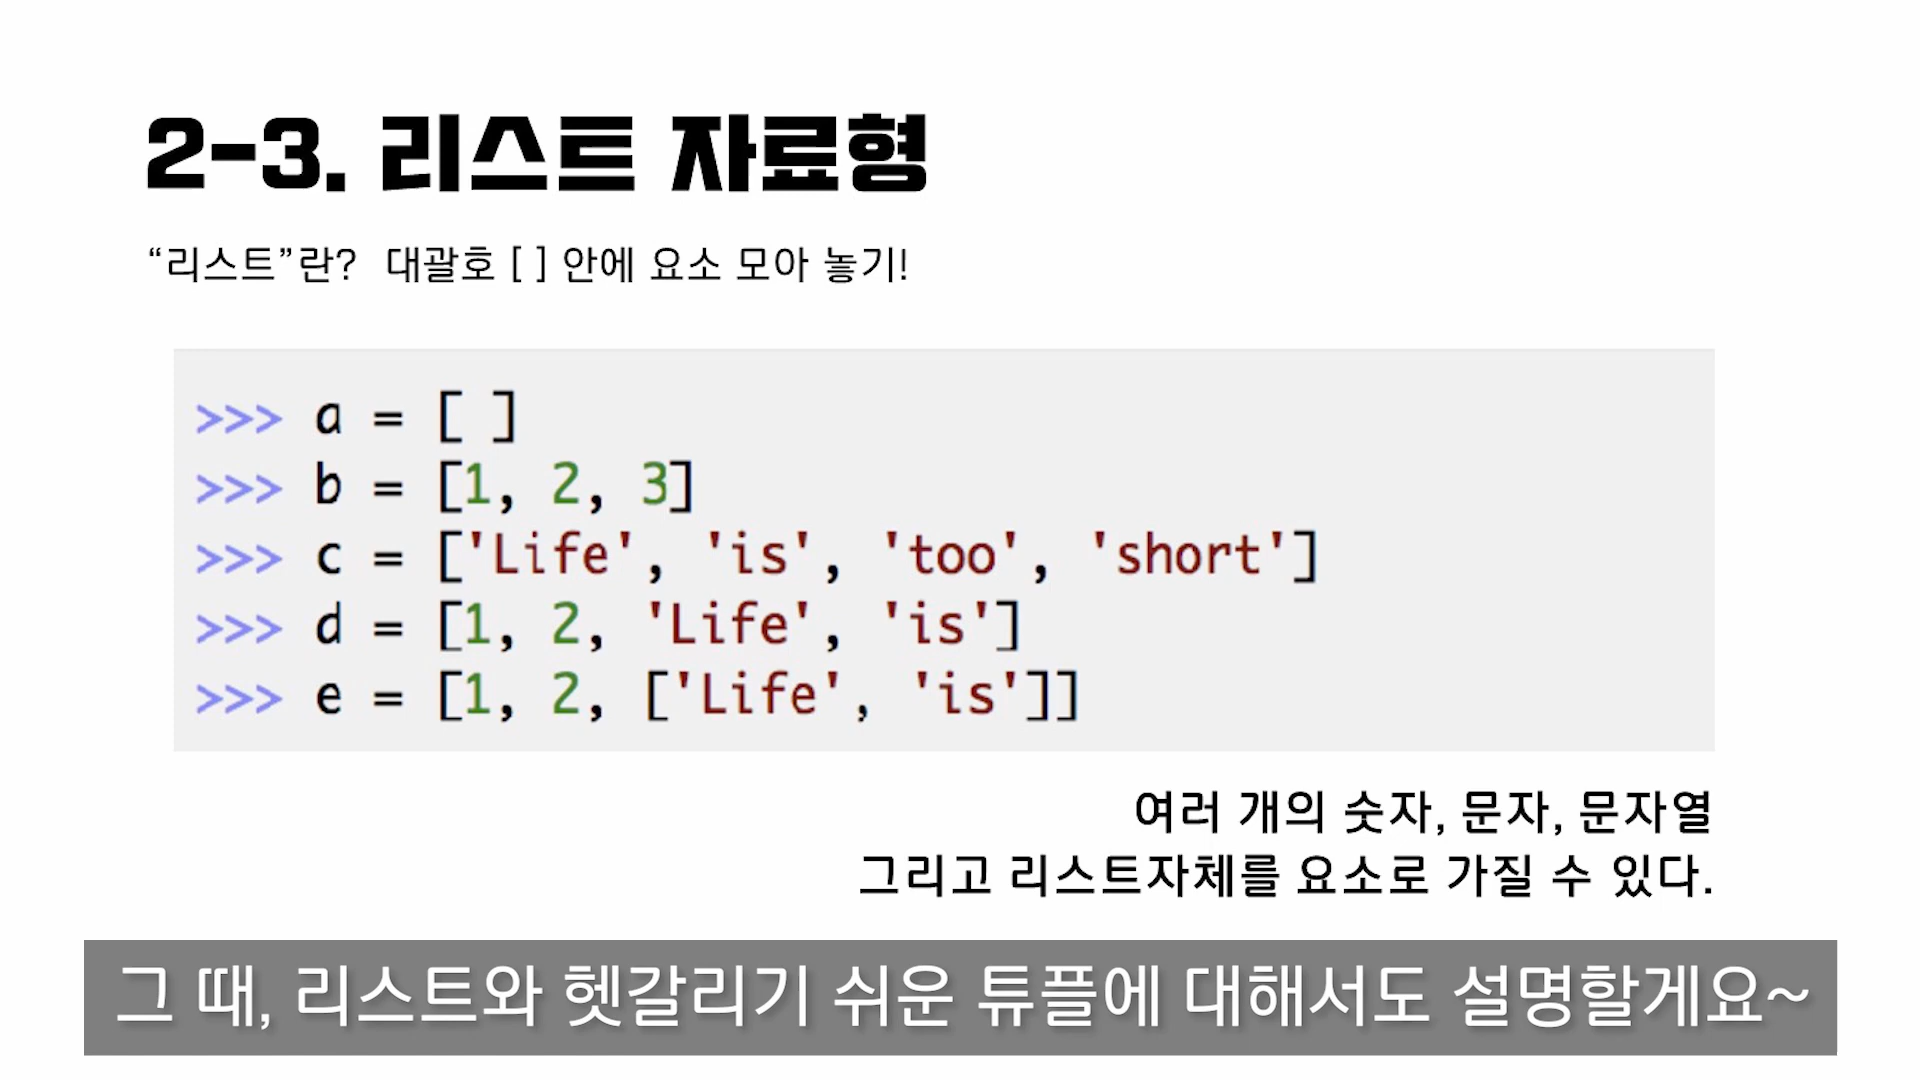 2-3. 리스트 자료형
“리스트”란? 대괄호 [ ] 안에 요소 모아 놓기!
>>> a = [ ]
>>> b = [1, 2, 3]
>>> c = ['Life', 'is', 'too', 'short']
>>> d = [1, 2, 'Life', 'is']
>>> e = [1, 2, ['Life', 'is']]
여러 개의 숫자, 문자, 문자열
그리고 리스트자체를 요소로 가질 수 있다.
그 때, 리스트와 헷갈리기 쉬운 튜플에 대해서도 설명할게요~